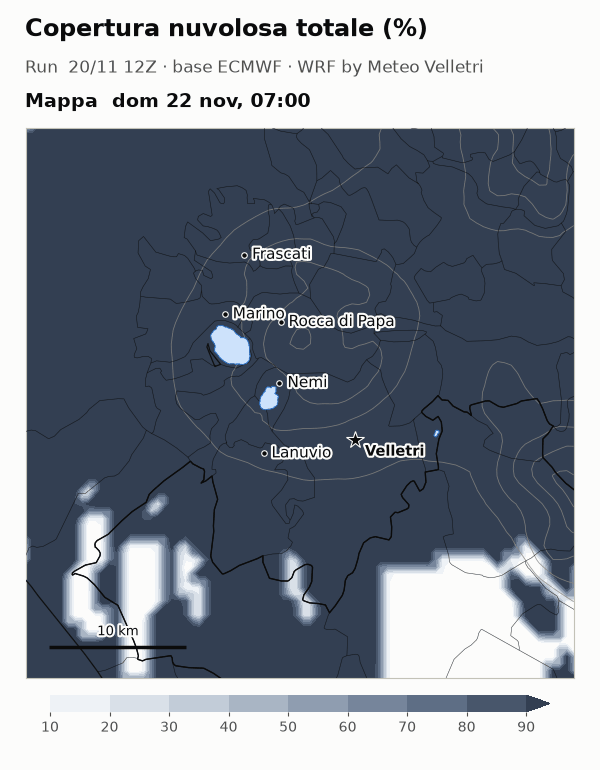 Copertura nuvolosa totale (%)
Run  20/11 12Z · base ECMWF · WRF by Meteo Velletri
Mappa  dom 22 nov, 07:00
Frascati
Marino
Rocca di Papa
Nemi
Velletri
Lanuvio
10 km
10 20 30 40 50 60 70 80 90